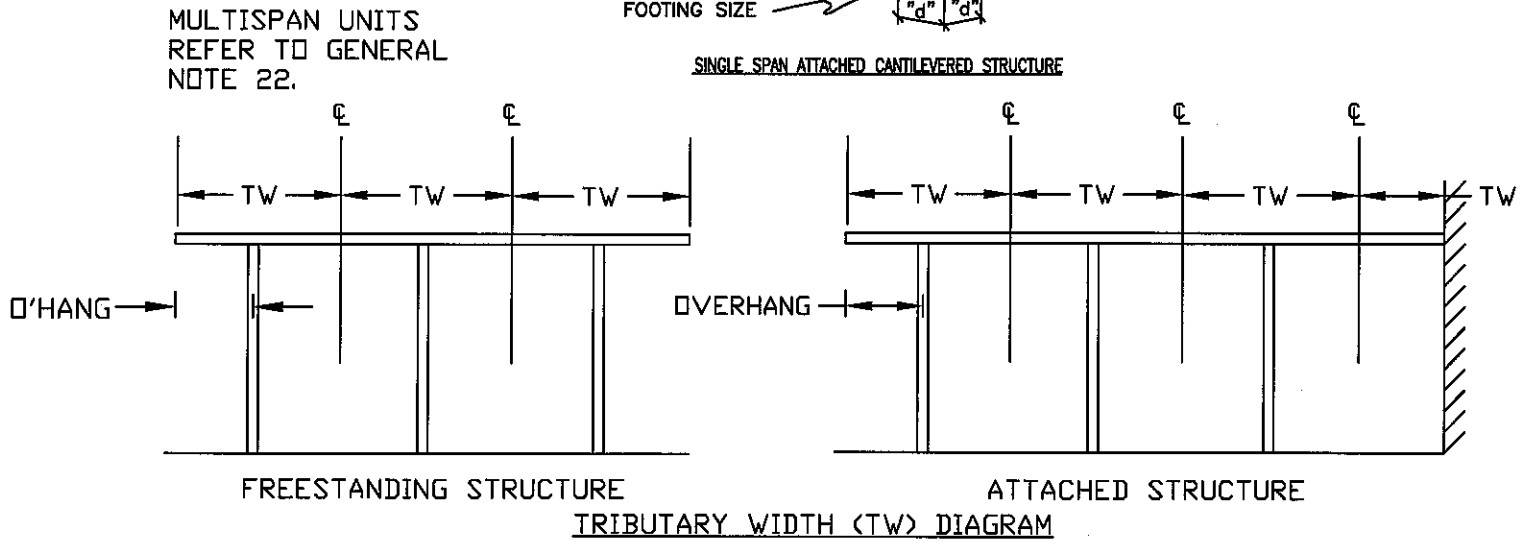 FOOTING SIZE
"d" "d"
MULTISPAN UNITS
REFER TO GENERAL
NOTE 22.
SINGLE SPAN ATTACHED CANTILEVERED STRUCTURE
℄ ℄ ℄ ℄ ℄
TW TW TW TW TW TW TW
O'HANG OVERHANG
FREESTANDING STRUCTURE ATTACHED STRUCTURE
TRIBUTARY WIDTH (TW) DIAGRAM